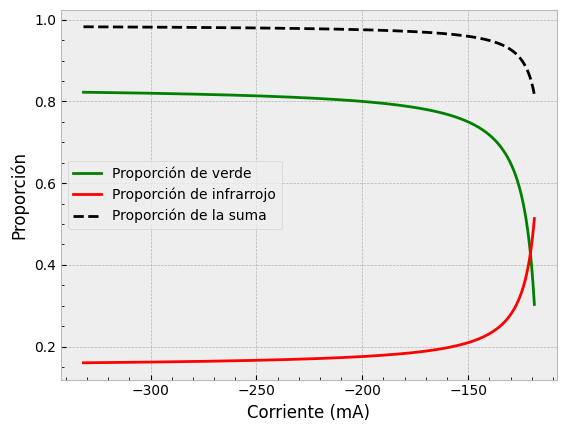 1.0
0.8
0.6
0.4
0.2
Proporción
Proporción de verde
Proporción de infrarrojo
Proporción de la suma
−300
−250
−200
−150
Corriente (mA)